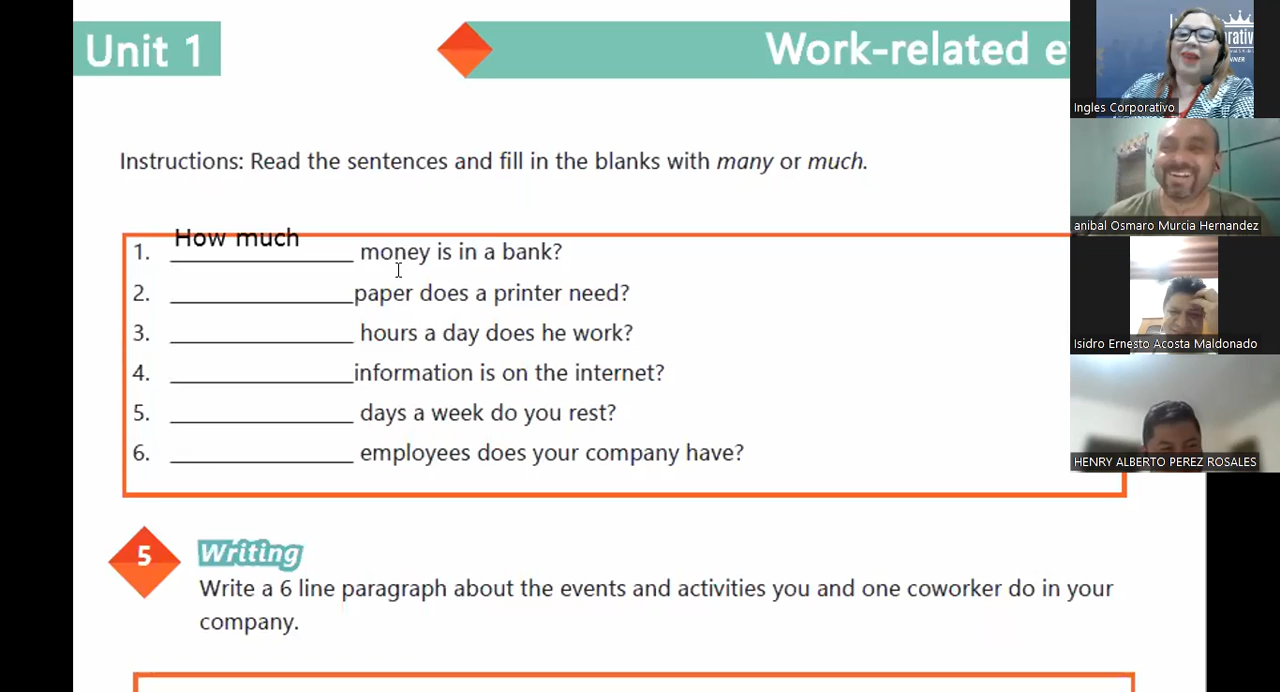 Unit 1
Work-related
Instructions: Read the sentences and fill in the blanks with many or much.
How much
1. ________________ money is in a bank?
2. ________________paper does a printer need?
3. ________________ hours a day does he work?
4. ________________information is on the internet?
5. ________________ days a week do you rest?
6. ________________ employees does your company have?
5
Writing
Write a 6 line paragraph about the events and activities you and one coworker do in your
company.
Ingles Corporativo
anibal Osmaro Murcia Hernandez
Isidro Ernesto Acosta Maldonado
HENRY ALBERTO PEREZ ROSALES